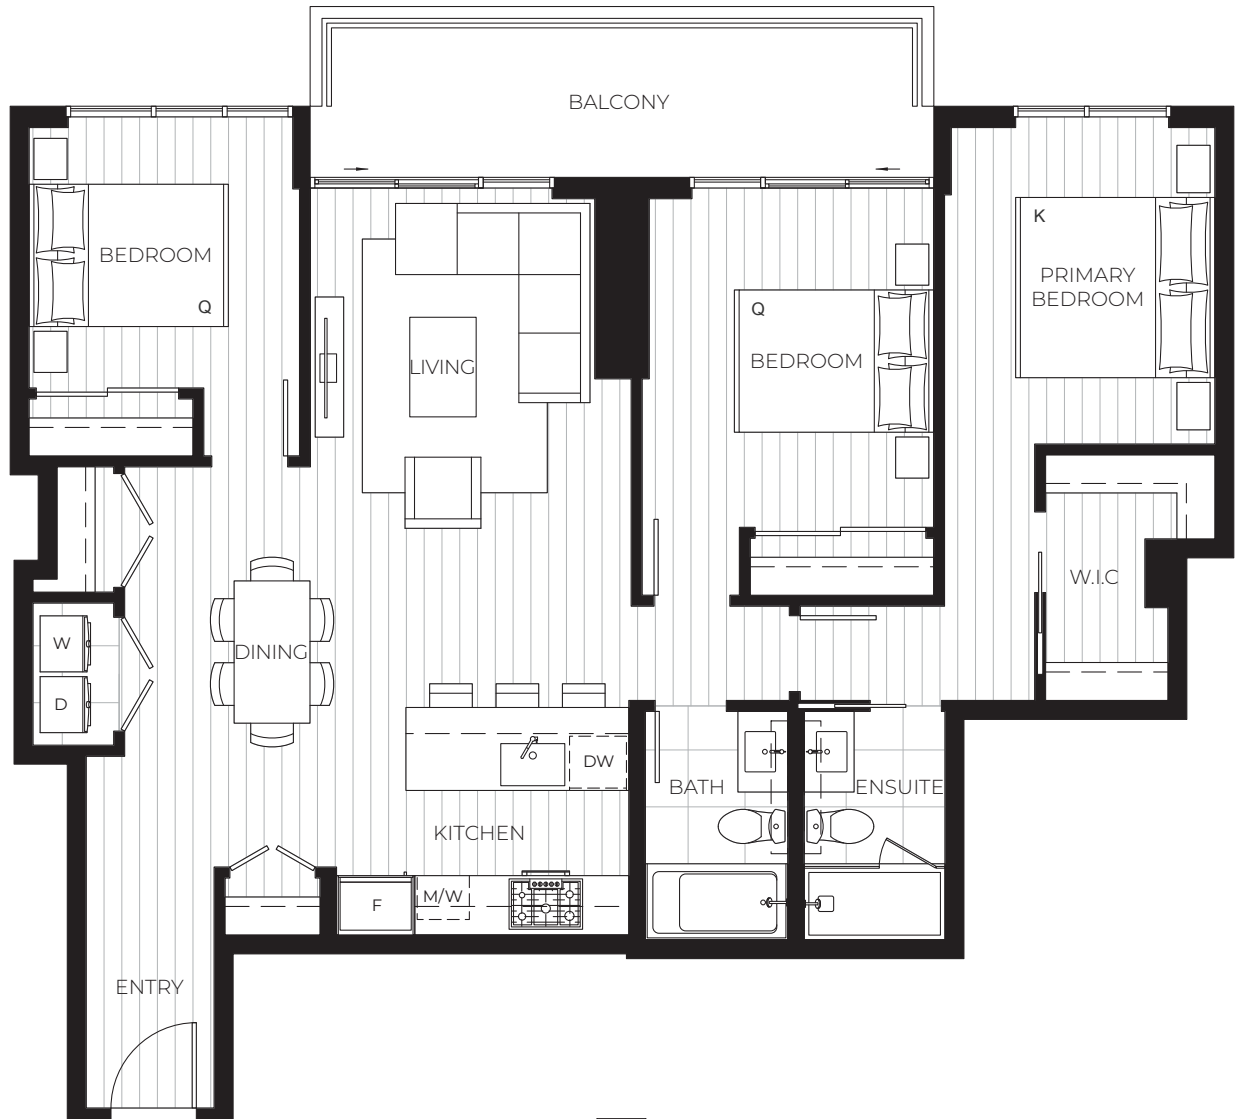 BALCONY
BEDROOM
Q
K
PRIMARY
BEDROOM
Q
BEDROOM
LIVING
W.I.C
W
D
DINING
DW
BATH
ENSUITE
KITCHEN
F
M/W
ENTRY